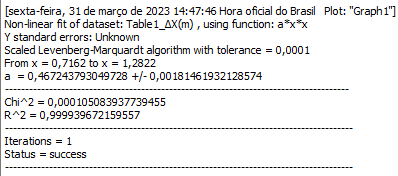 [sexta-feira, 31 de março de 2023 14:47:46 Hora oficial do Brasil   Plot: "Graph1"]
Non-linear fit of dataset: Table1_ΔX(m) , using function: a*x*x
Y standard errors: Unknown
Scaled Levenberg-Marquardt algorithm with tolerance = 0,0001
From x = 0,7162 to x = 1,2822
a  = 0,467243793049728 +/- 0,00181461932128574
--------------------------------------------------------------------------------------
Chi^2 = 0,000105083937739455
R^2 = 0,999939672159557
---------------------------------------------------------------------------------------
Iterations = 1
Status = success
---------------------------------------------------------------------------------------